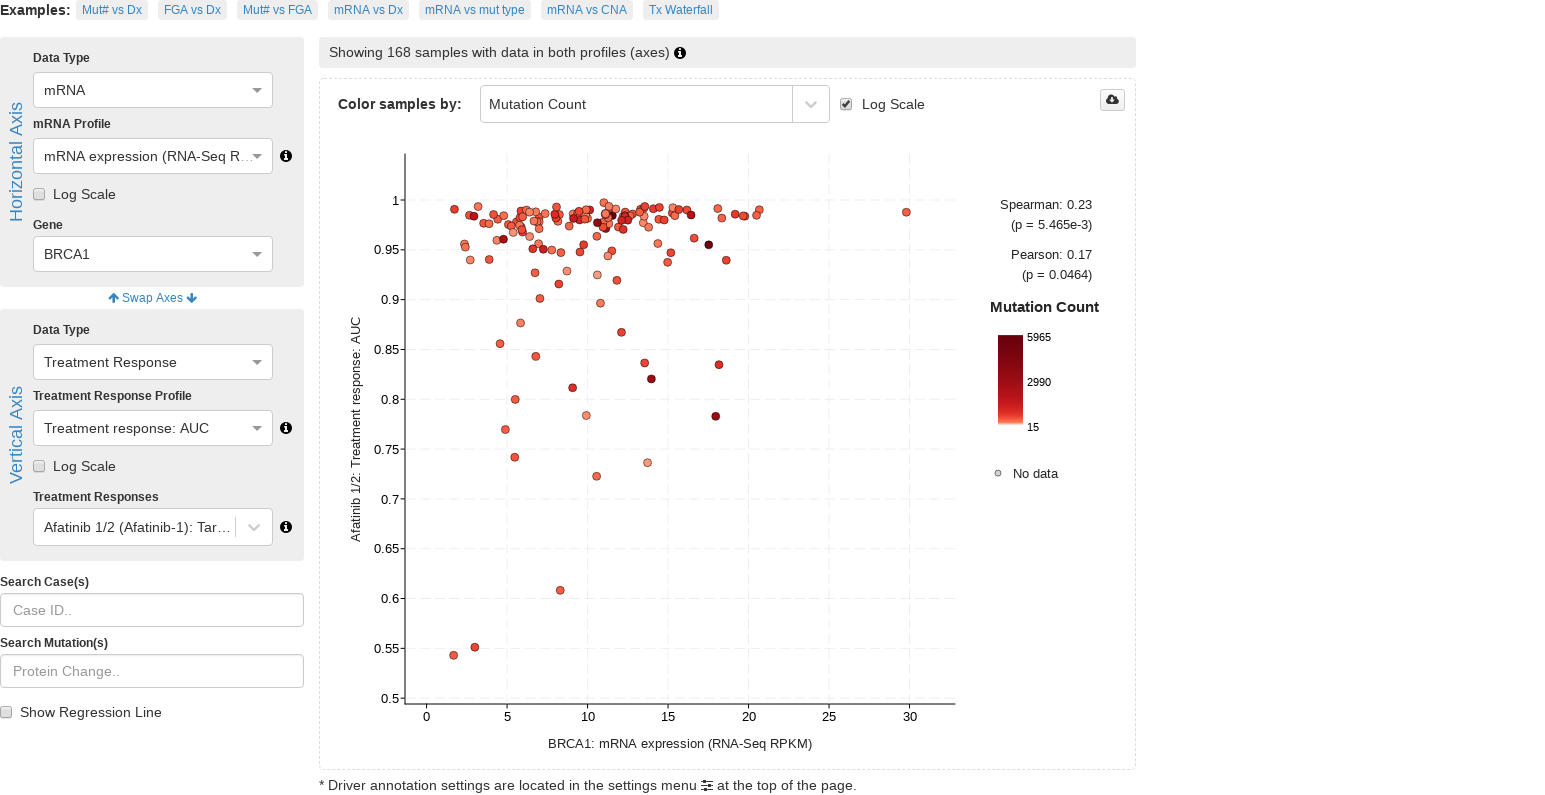 Examples: Mut# vs Dx FGA vs Dx Mut# vs FGA mRNA vs Dx mRNA vs mut type mRNA vs CNA Tx Waterfall
Horizontal Axis
Data Type
mRNA
mRNA Profile
mRNA expression (RNA-Seq R...
Log Scale
Gene
BRCA1
Swap Axes
Vertical Axis
Data Type
Treatment Response
Treatment Response Profile
Treatment response: AUC
Log Scale
Treatment Responses
Afatinib 1/2 (Afatinib-1): Tar...
Search Case(s)
Case ID..
Search Mutation(s)
Protein Change..
Show Regression Line
Showing 168 samples with data in both profiles (axes)
Color samples by: Mutation Count Log Scale
Afatinib 1/2: Treatment response: AUC
1
0.95
0.9
0.85
0.8
0.75
0.7
0.65
0.6
0.55
0.5
0 5 10 15 20 25 30
BRCA1: mRNA expression (RNA-Seq RPKM)
Spearman: 0.23
(p = 5.465e-3)
Pearson: 0.17
(p = 0.0464)
Mutation Count
5965
2990
15
No data
* Driver annotation settings are located in the settings menu at the top of the page.